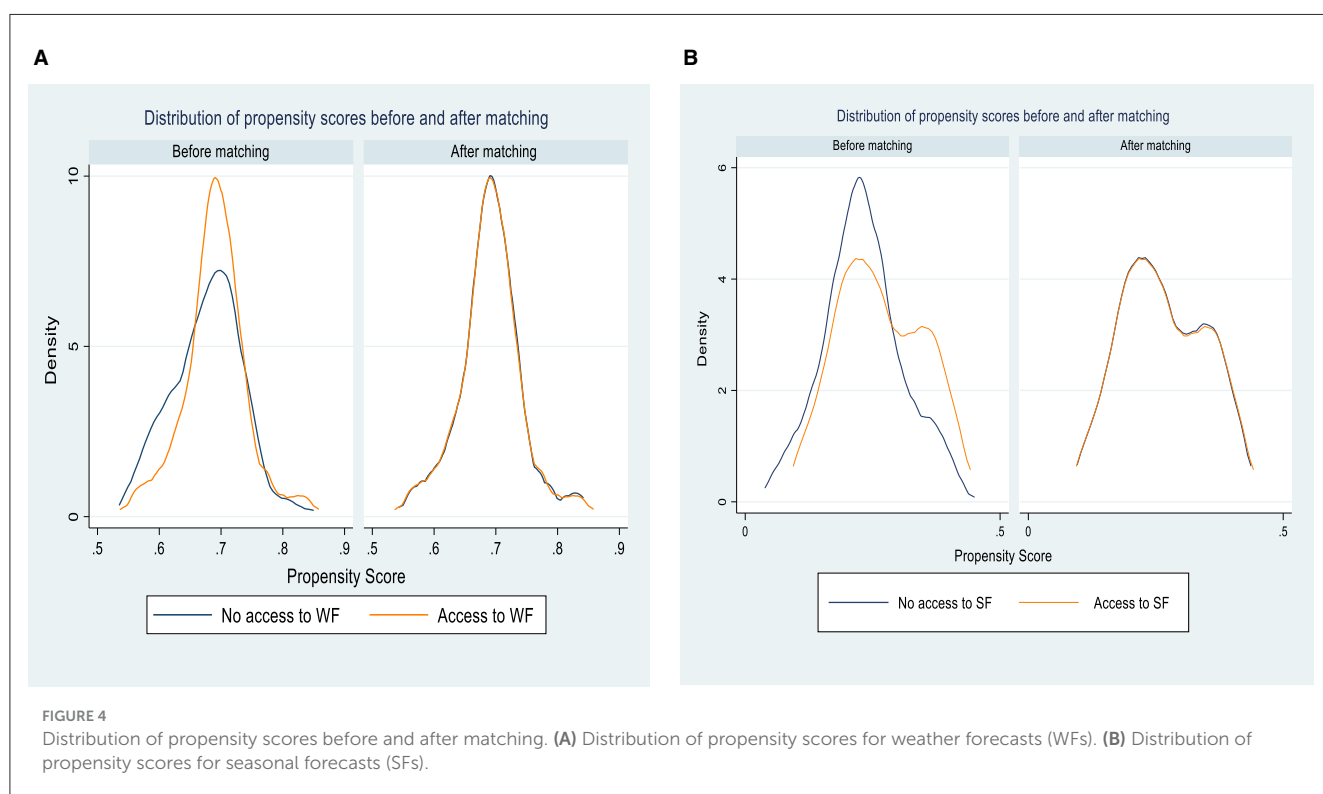 A
Distribution of propensity scores before and after matching
Before matching
After matching
10
5
0
Density
.5 .6 .7 .8 .9
.5 .6 .7 .8 .9
Propensity Score
No access to WF
Access to WF
B
Distribution of propensity scores before and after matching
Before matching
After matching
6
4
2
0
Density
0 .5
0 .5
Propensity Score
No access to SF
Access to SF
FIGURE 4
Distribution of propensity scores before and after matching. (A) Distribution of propensity scores for weather forecasts (WFs). (B) Distribution of
propensity scores for seasonal forecasts (SFs).